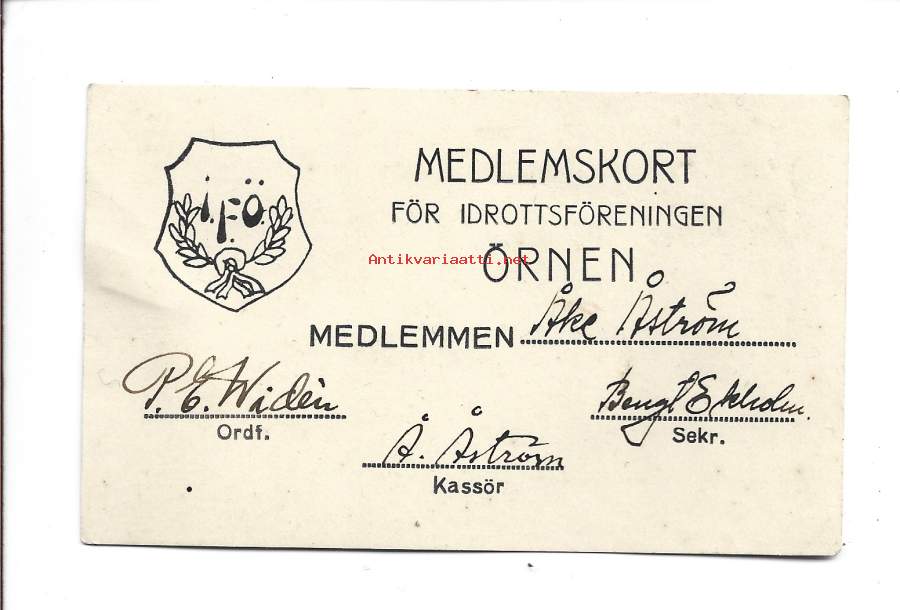 I.F.Ö
MEDLEMSKORT
FÖR IDROTTSFÖRENINGEN
Antikvariaatti.net
ÖRNEN
MEDLEMMEN Åke Åström
P. E. Widén
Ordf.
Bengt Ekholm.
Sekr.
Å. Åström
Kassör